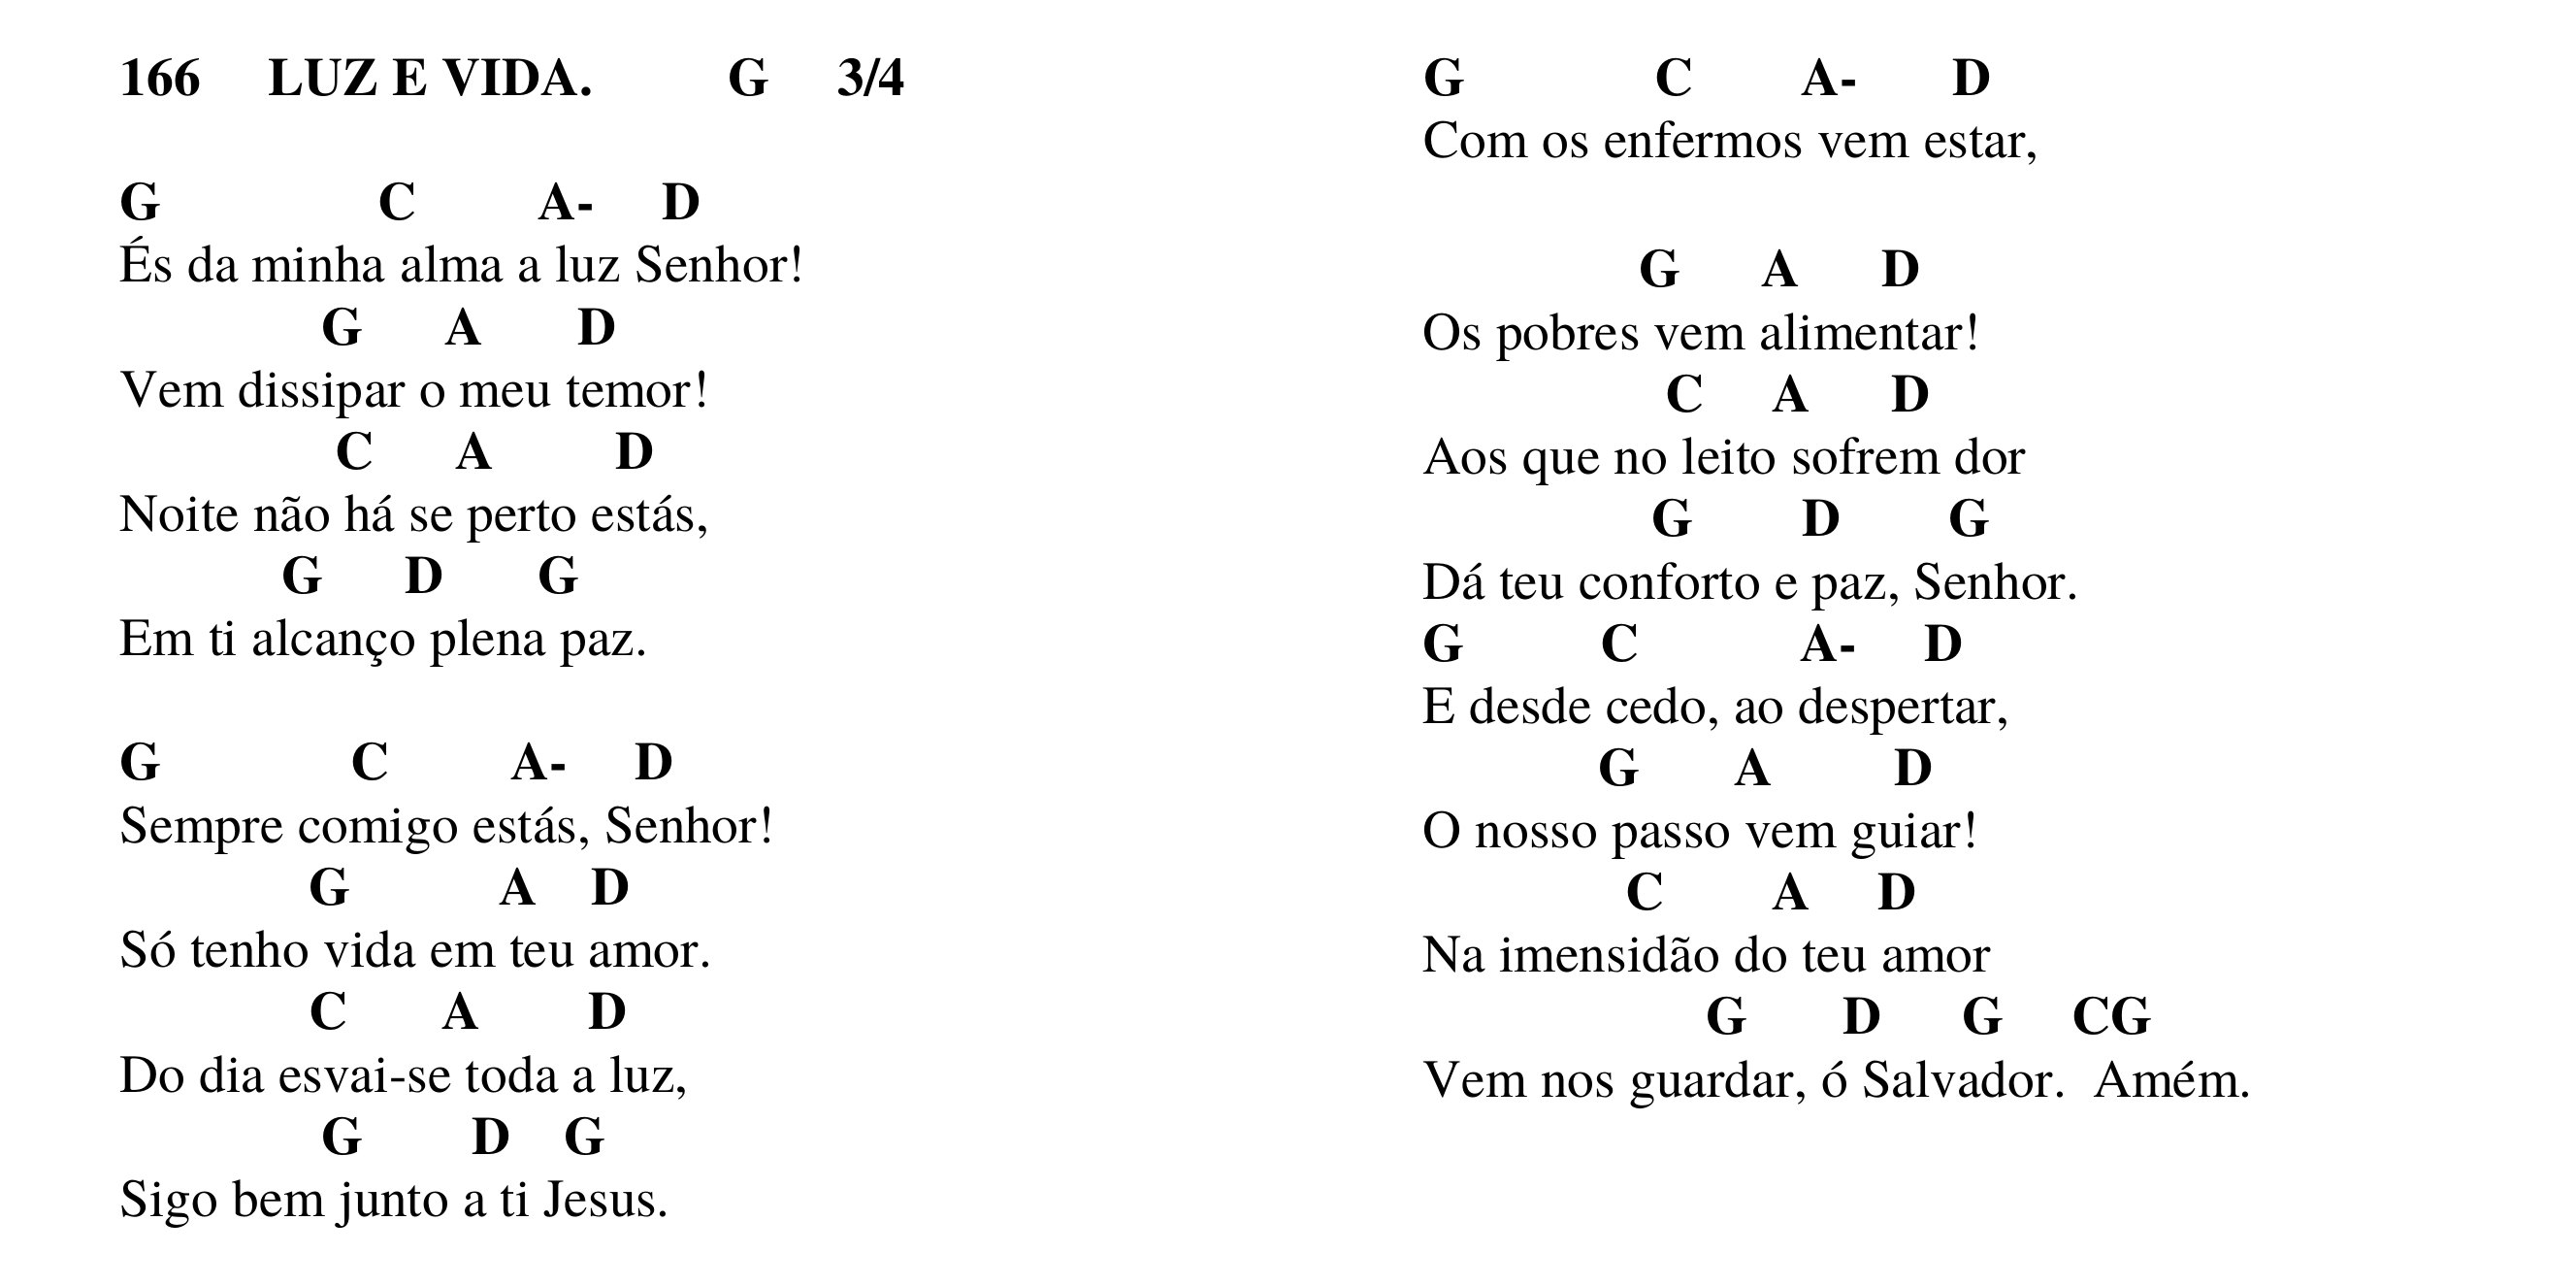 166 LUZ E VIDA. G 3/4
G C A- D
És da minha alma a luz Senhor!
G A D
Vem dissipar o meu temor!
C A D
Noite não há se perto estás,
G D G
Em ti alcanço plena paz.
G C A- D
Sempre comigo estás, Senhor!
G A D
Só tenho vida em teu amor.
C A D
Do dia esvai-se toda a luz,
G D G
Sigo bem junto a ti Jesus.
G C A- D
Com os enfermos vem estar,
G A D
Os pobres vem alimentar!
C A D
Aos que no leito sofrem dor
G D G
Dá teu conforto e paz, Senhor.
G C A- D
E desde cedo, ao despertar,
G A D
O nosso passo vem guiar!
C A D
Na imensidão do teu amor
G D G CG
Vem nos guardar, ó Salvador. Amém.